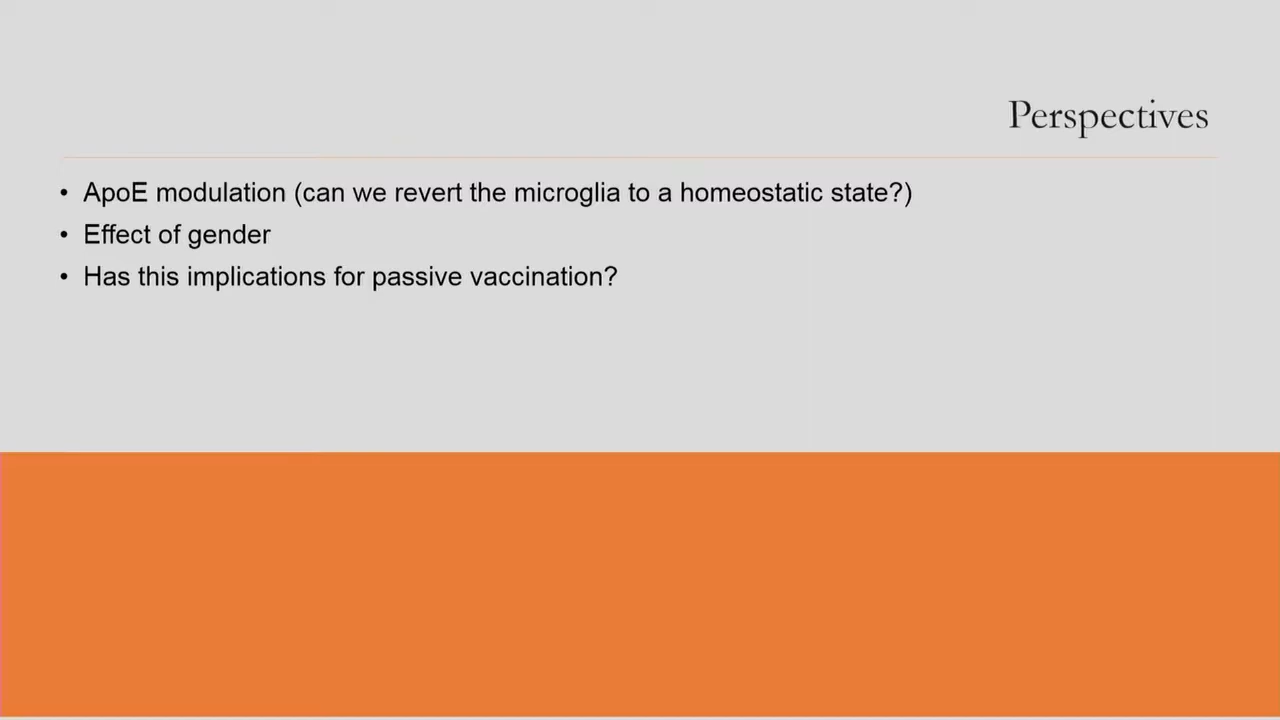 Perspectives
• ApoE modulation (can we revert the microglia to a homeostatic state?)
• Effect of gender
• Has this implications for passive vaccination?